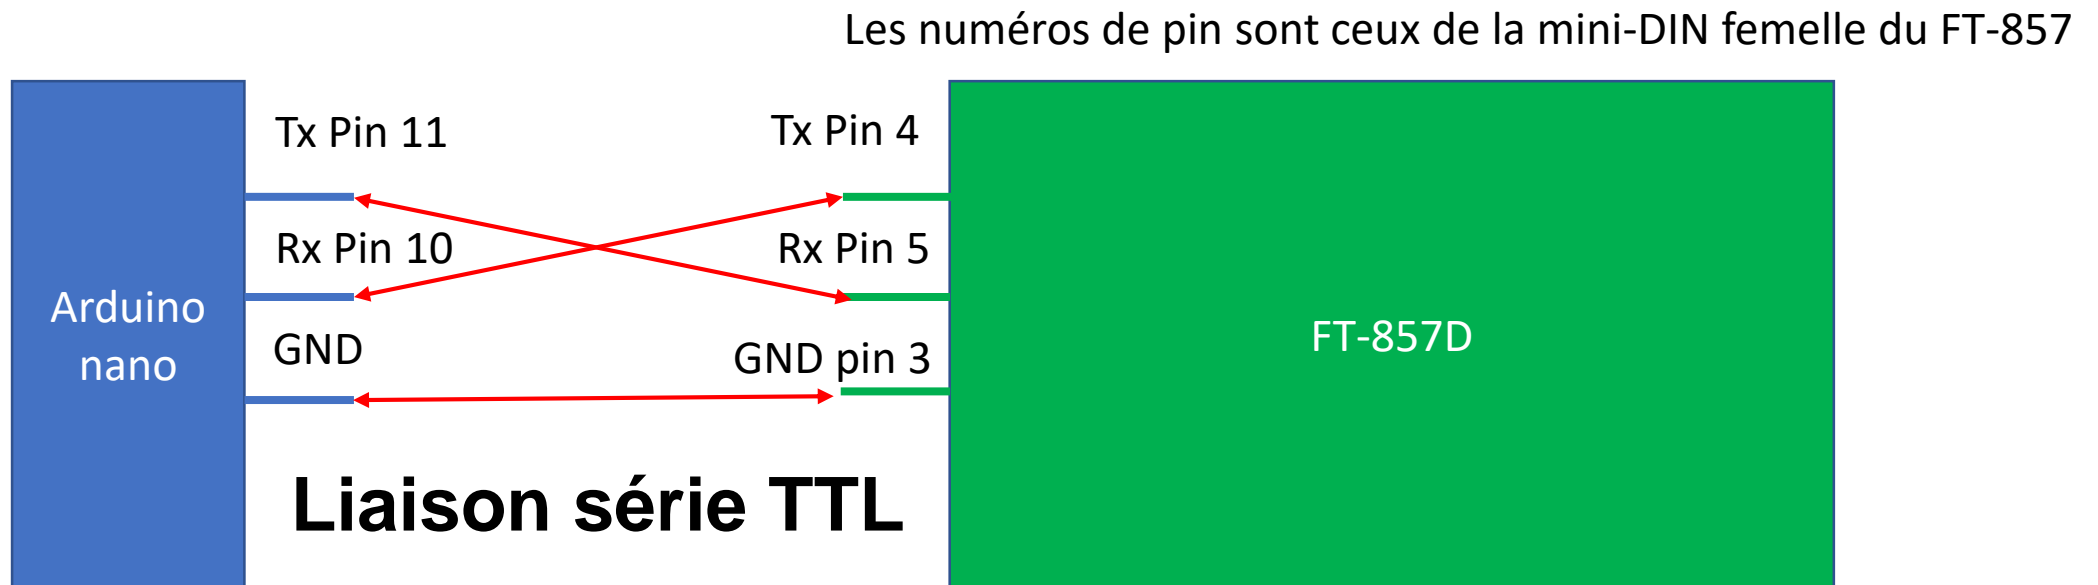 Les numéros de pin sont ceux de la mini-DIN femelle du FT-857
Tx Pin 11
Tx Pin 4
Rx Pin 10
Rx Pin 5
Arduino
nano
GND
GND pin 3
FT-857D
Liaison série TTL